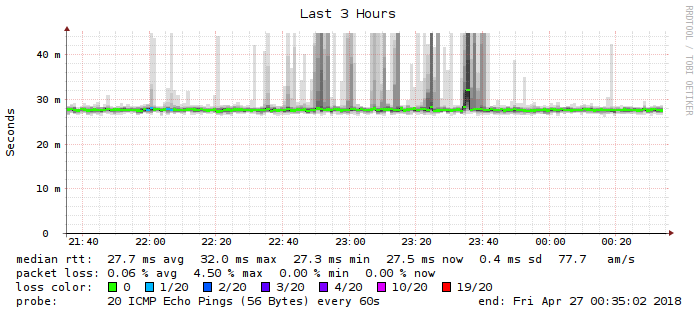 Last 3 Hours
RRDTOOL / TOBI OETIKER
Seconds
40 m
30 m
20 m
10 m
0
21:40 22:00 22:20 22:40 23:00 23:20 23:40 00:00 00:20
median rtt: 27.7 ms avg 32.0 ms max 27.3 ms min 27.5 ms now 0.4 ms sd 77.7 am/s
packet loss: 0.06 % avg 4.50 % max 0.00 % min 0.00 % now
loss color: 0 1/20 2/20 3/20 4/20 10/20 19/20
probe: 20 ICMP Echo Pings (56 Bytes) every 60s end: Fri Apr 27 00:35:02 2018